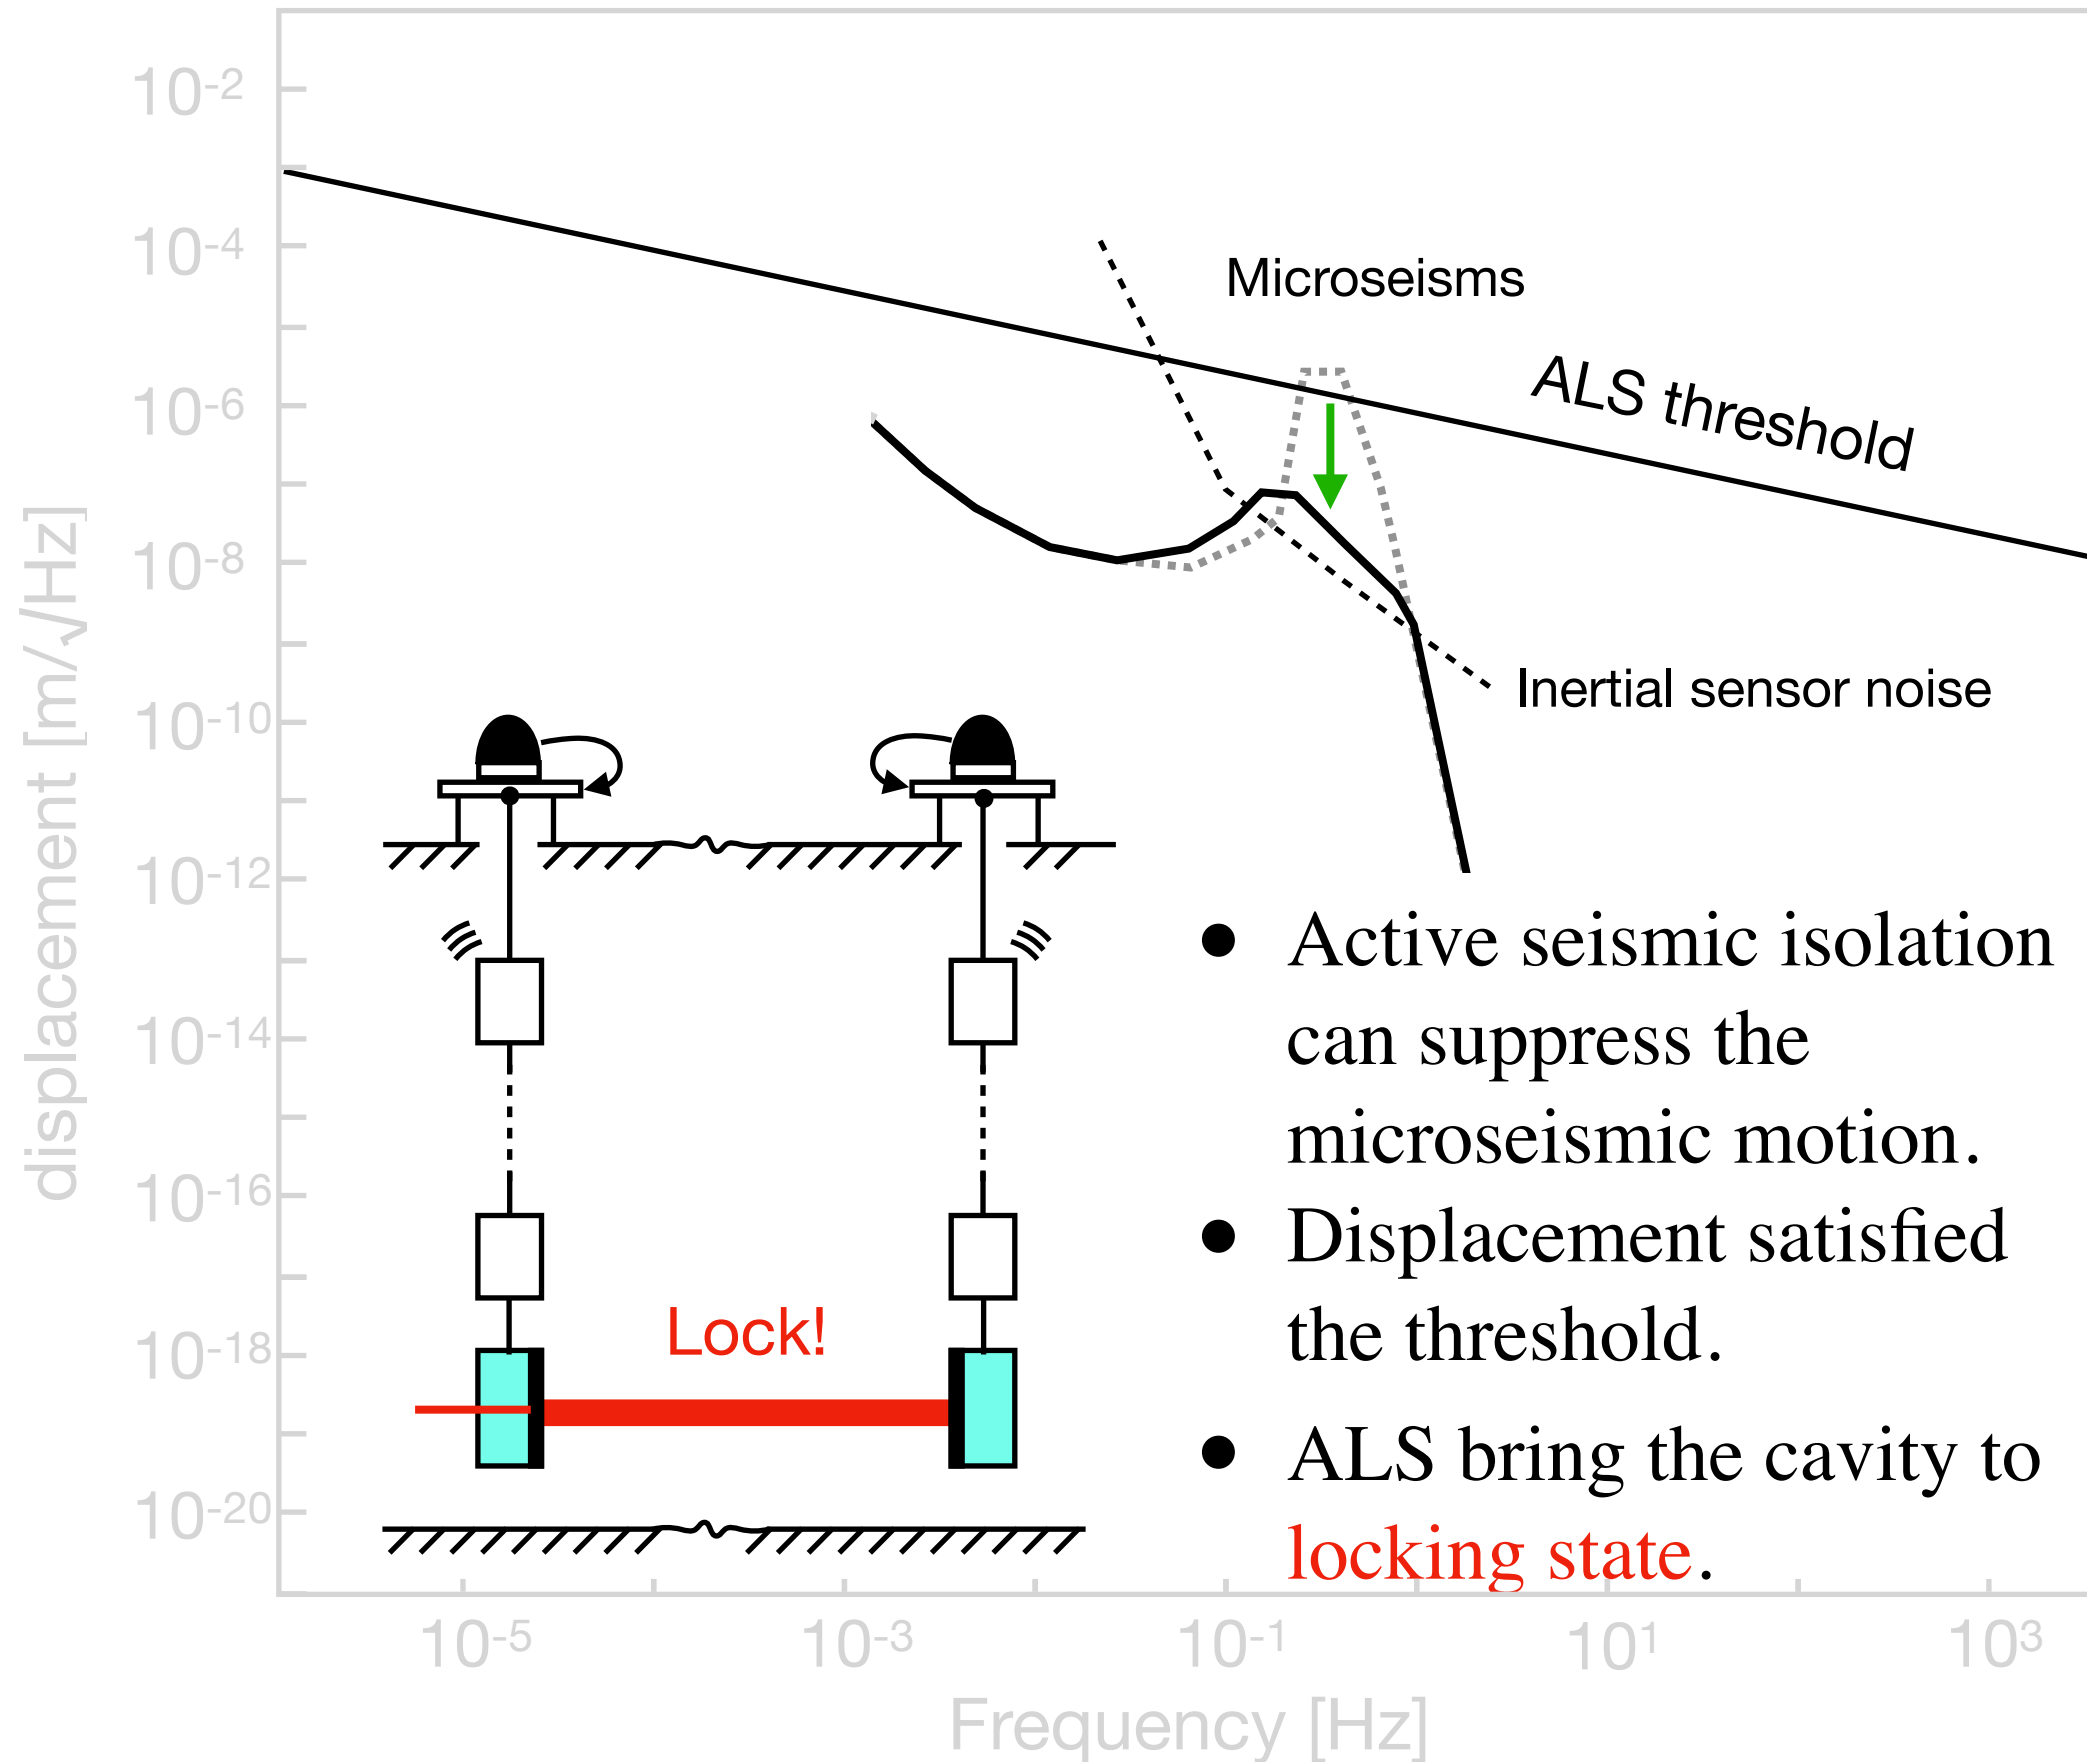 10-2
10-4
10-6
10-8
10-10
10-12
10-14
10-16
10-18
10-20
displacement [m/√Hz]
Microseisms
ALS threshold
Inertial sensor noise
Lock!
• Active seismic isolation
can suppress the
microseismic motion.
• Displacement satisfied
the threshold.
• ALS bring the cavity to
locking state.
10-5
10-3
10-1
101
103
Frequency [Hz]